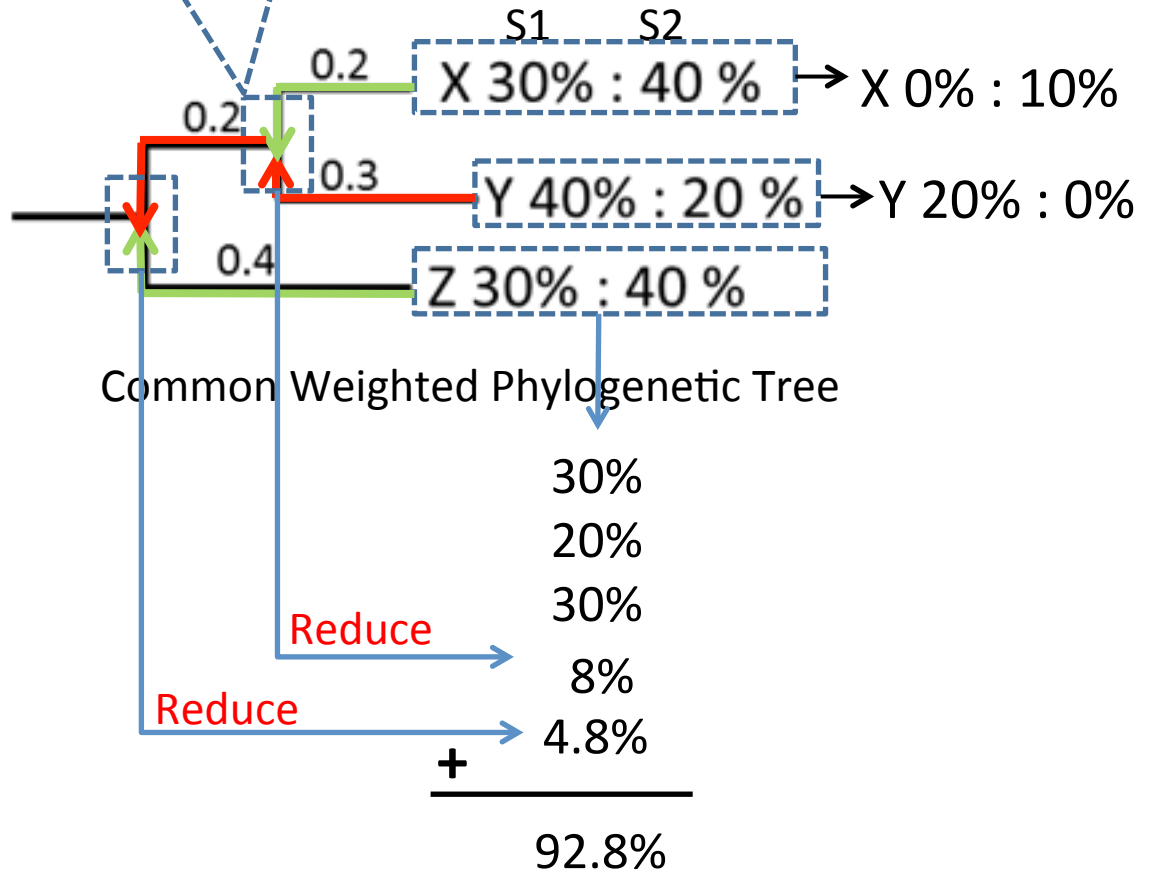 S1 S2
0.2
X 30% : 40 %
X 0% : 10%
0.2
0.3
Y 40% : 20 %
Y 20% : 0%
0.4
Z 30% : 40 %
Common Weighted Phylogenetic Tree
30%
20%
30%
Reduce
8%
Reduce
4.8%
+
92.8%